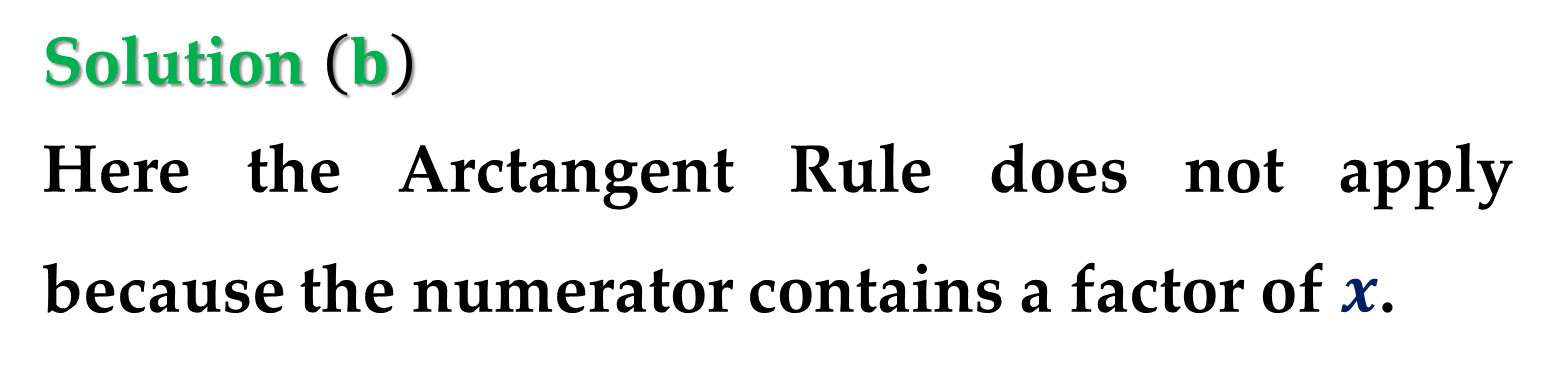 Solution (b)
Here the Arctangent Rule does not apply
because the numerator contains a factor of x.